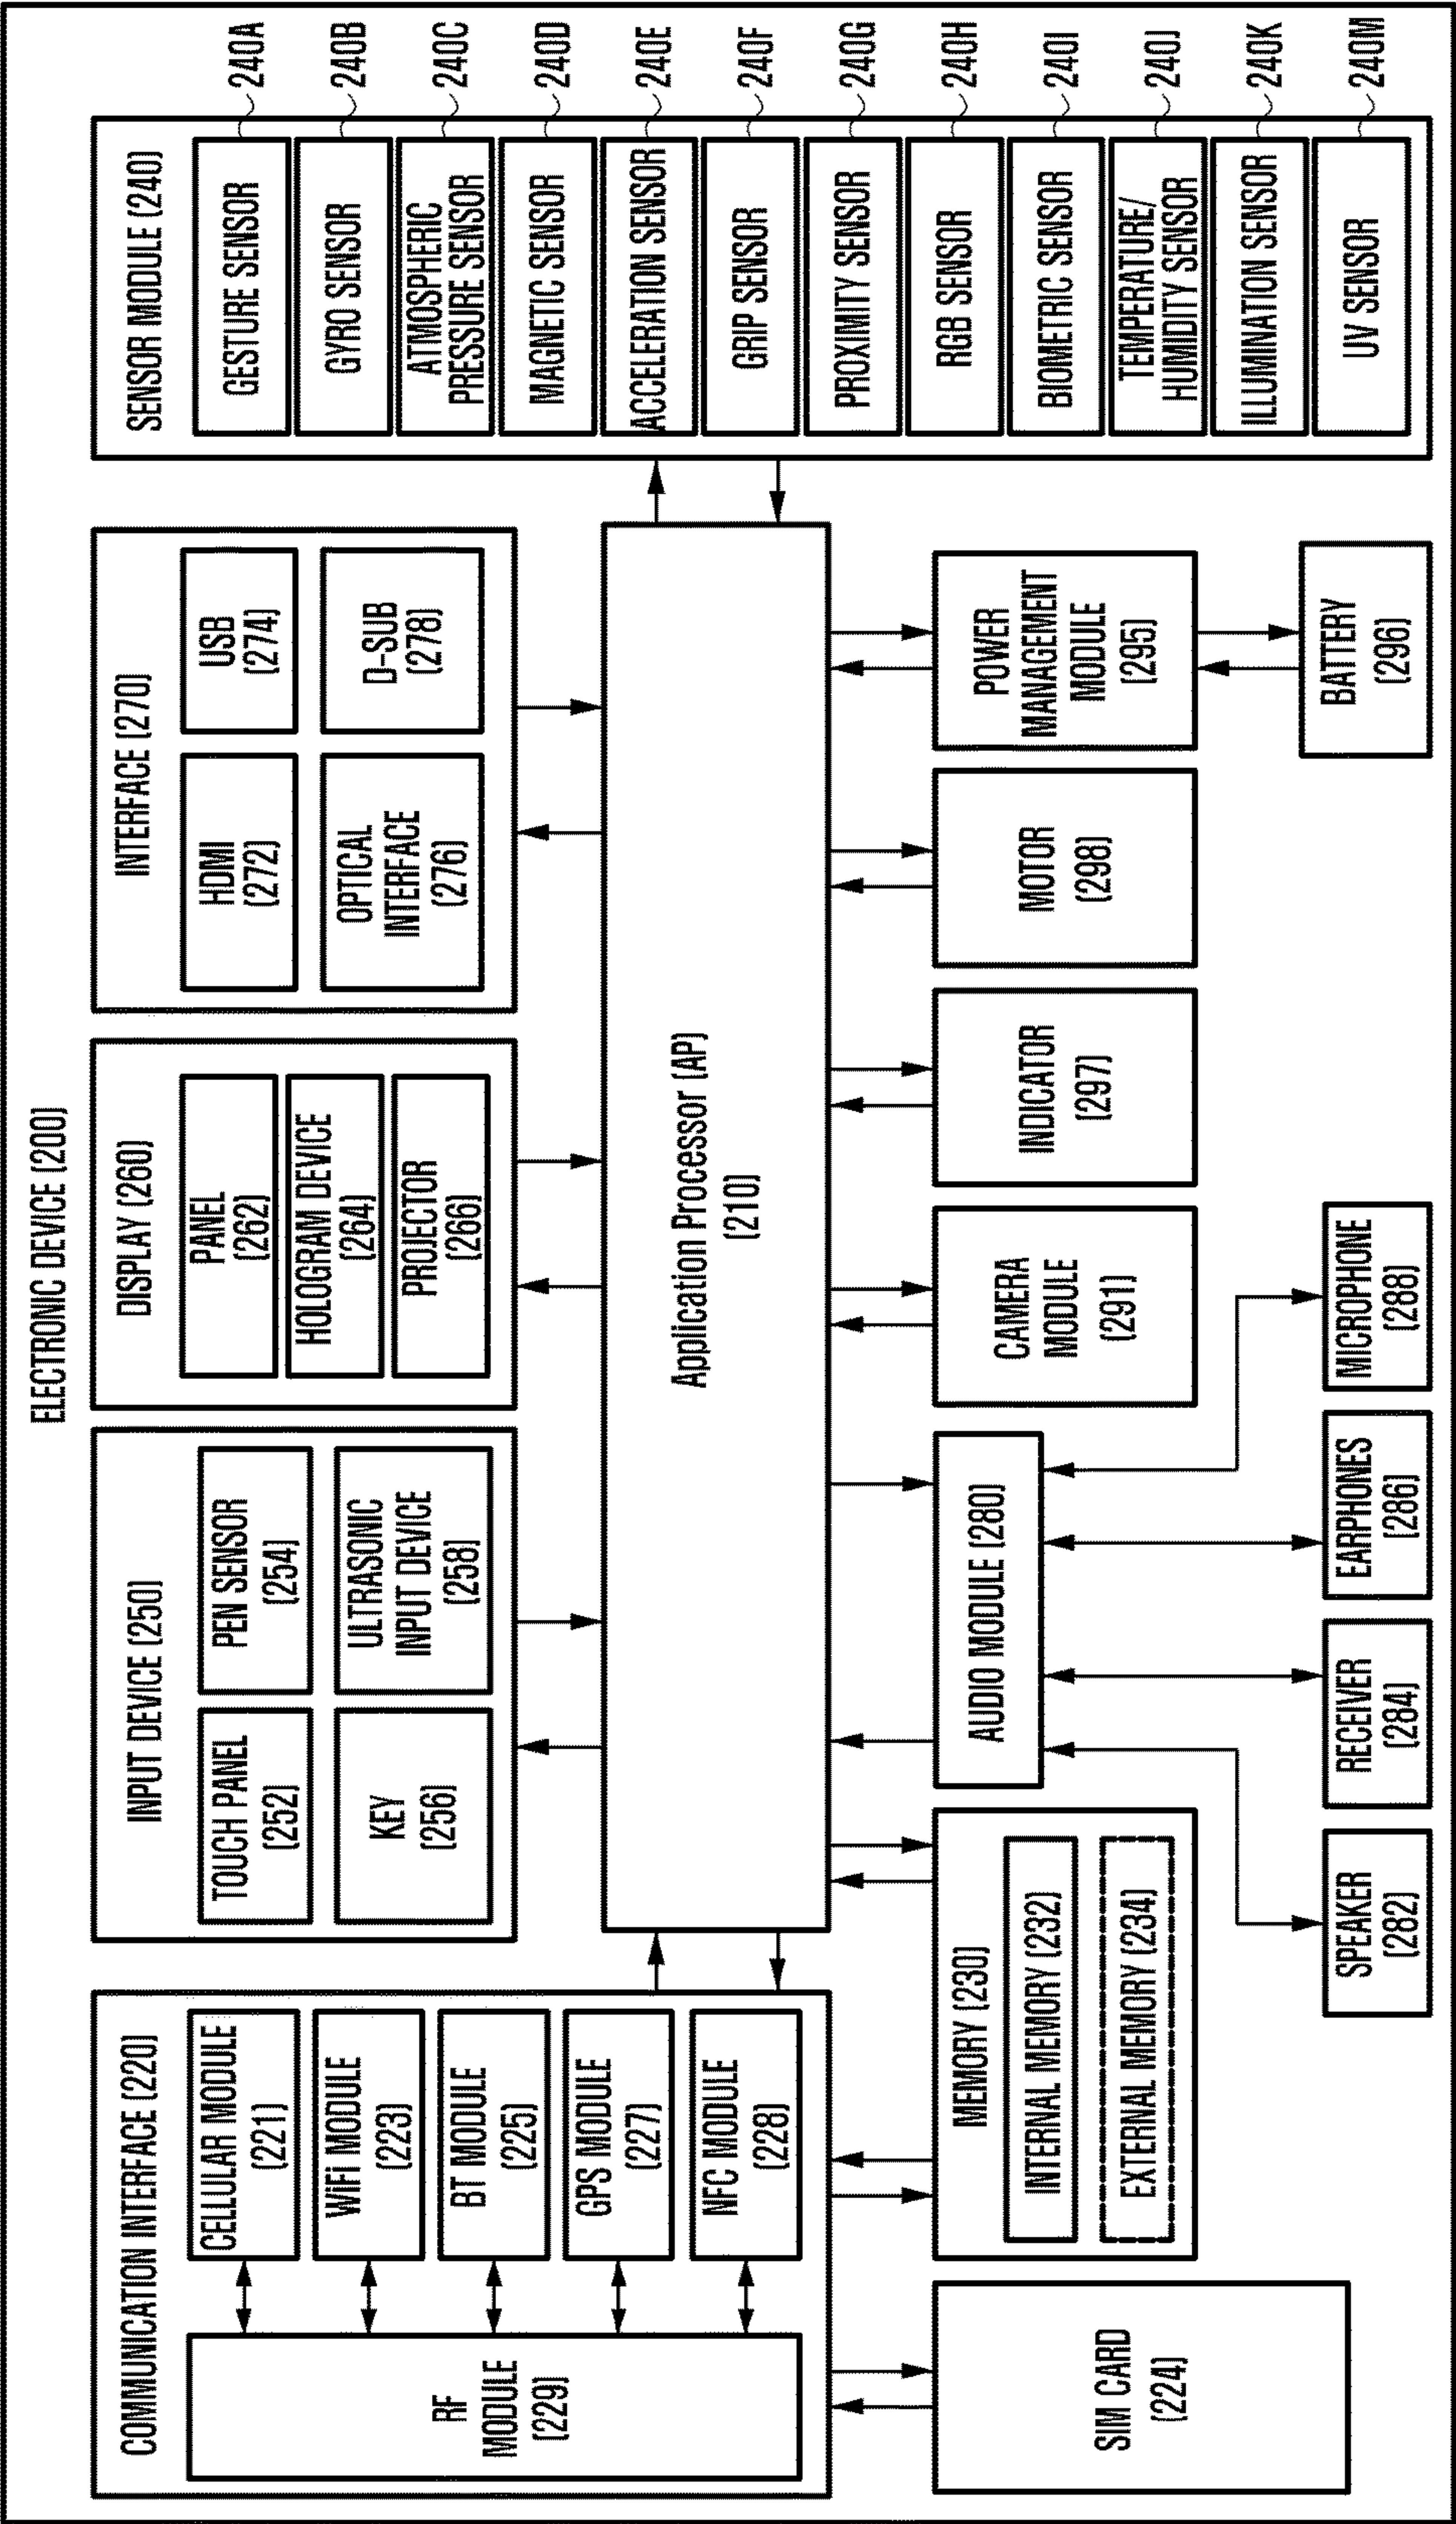 ELECTRONIC DEVICE (200)
COMMUNICATION INTERFACE (220)
RF
MODULE
(229)
CELLULAR MODULE
(221)
WiFi MODULE
(223)
BT MODULE
(225)
GPS MODULE
(227)
NFC MODULE
(228)
INPUT DEVICE (250)
TOUCH PANEL
(252)
PEN SENSOR
(254)
KEY
(256)
ULTRASONIC
INPUT DEVICE
(258)
DISPLAY (260)
PANEL
(262)
HOLOGRAM DEVICE
(264)
PROJECTOR
(266)
INTERFACE (270)
HDMI
(272)
USB
(274)
OPTICAL
INTERFACE
(276)
D-SUB
(278)
SENSOR MODULE (240)
GESTURE SENSOR
240A
GYRO SENSOR
240B
ATMOSPHERIC
PRESSURE SENSOR
240C
MAGNETIC SENSOR
240D
ACCELERATION SENSOR
240E
GRIP SENSOR
240F
PROXIMITY SENSOR
240G
RGB SENSOR
240H
BIOMETRIC SENSOR
240I
TEMPERATURE/
HUMIDITY SENSOR
240J
ILLUMINATION SENSOR
240K
UV SENSOR
240M
Application Processor (AP)
(210)
SIM CARD
(224)
MEMORY (230)
INTERNAL MEMORY (232)
EXTERNAL MEMORY (234)
AUDIO MODULE (280)
CAMERA
MODULE
(291)
INDICATOR
(297)
MOTOR
(298)
POWER
MANAGEMENT
MODULE
(295)
SPEAKER
(282)
RECEIVER
(284)
EARPHONES
(286)
MICROPHONE
(288)
BATTERY
(296)